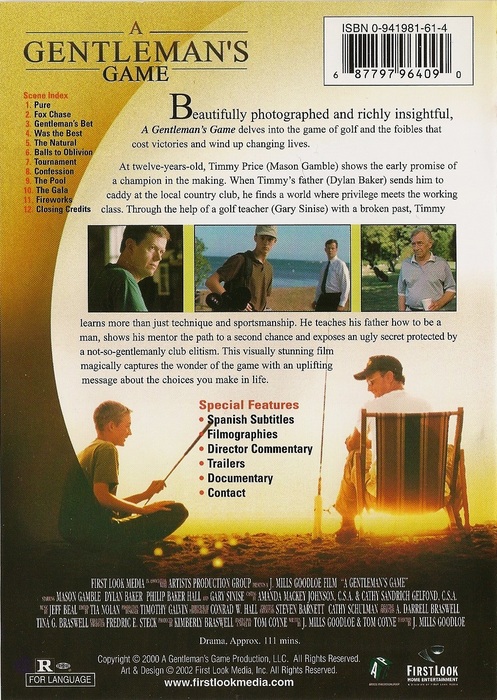 A
GENTLEMAN'S
GAME
ISBN 0-941981-61-4
6 87797 96409 0
Scene Index
1. Pure
2. Fox Chase
3. Gentleman's Bet
4. Was the Best
5. The Natural
6. Balls to Oblivion
7. Tournament
8. Confession
9. The Pool
10. The Gala
11. Fireworks
12. Closing Credits
Beautifully photographed and richly insightful,
A Gentleman's Game delves into the game of golf and the foibles that
cost victories and wind up changing lives.
At twelve-years-old, Timmy Price (Mason Gamble) shows the early promise of
a champion in the making. When Timmy's father (Dylan Baker) sends him to
caddy at the local country club, he finds a world where privilege meets the working
class. Through the help of a golf teacher (Gary Sinise) with a broken past, Timmy
learns more than just technique and sportsmanship. He teaches his father how to be a
man, shows his mentor the path to a second chance and exposes an ugly secret protected by
a not-so-gentlemanly club elitism. This visually stunning film
magically captures the wonder of the game with an uplifting
message about the choices you make in life.
Special Features
• Spanish Subtitles
Filmographies
• Director Commentary
• Trailers
• Documentary
• Contact
FIRST LOOK MEDIA ARTISTS PRODUCTION GROUP J. MILLS GOODLOE FILM "A GENTLEMAN'S GAME"
MASON GAMBLE DYLAN BAKER PHILIP BAKER HALL AND GARY SINISE AMANDA MACKEY JOHNSON, C.S.A. & CATHY SANDRICH GELFOND, C.S.A.
JEFF BEAL TIA NOLAN TIMOTHY GALVIN CONRAD W. HALL STEVEN BARNETT CATHY SCHULMAN A. DARRELL BRASWELL
TINA G. BRASWELL FREDRIC E. STECK KIMBERLY BRASWELL TOM COYNE J. MILLS GOODLOE & TOM COYNE J. MILLS GOODLOE
Drama, Approx. 111 mins.
R
FOR LANGUAGE
Copyright © 2000 A Gentleman's Game Production, LLC. All Rights Reserved.
Art & Design © 2002 First Look Media, Inc. All Rights Reserved.
www.firstlookmedia.com
FIRST LOOK
HOME ENTERTAINMENT